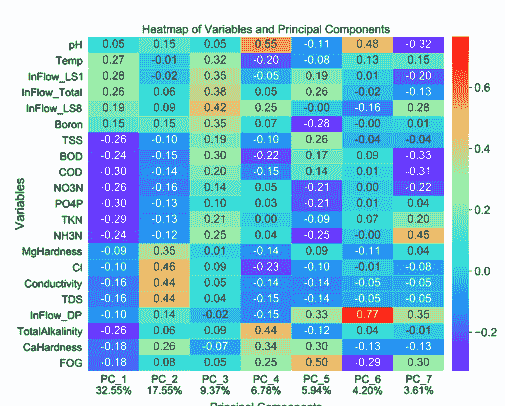 Heatmap of Variables and Principal Components
pH 0.05 0.15 0.05 0.55 -0.11 0.48 -0.32
Temp 0.27 -0.01 0.32 -0.20 -0.08 0.13 0.15
InFlow_LS1 0.28 -0.02 0.35 -0.05 0.19 0.01 -0.20
InFlow_Total 0.26 0.06 0.38 0.05 0.26 -0.02 -0.13
InFlow_LS8 0.19 0.09 0.42 0.25 -0.00 -0.16 0.28
Boron 0.15 0.15 0.35 0.07 -0.28 -0.00 0.01
TSS -0.26 -0.10 0.19 -0.10 0.26 -0.04 -0.04
BOD -0.24 -0.15 0.30 -0.22 0.17 0.09 -0.33
COD -0.30 -0.14 0.20 -0.15 0.14 0.01 -0.31
NO3N -0.26 -0.16 0.14 0.05 -0.21 0.00 -0.22
PO4P -0.30 -0.13 0.10 0.03 -0.21 0.01 0.04
TKN -0.29 -0.13 0.21 0.00 -0.09 0.07 0.20
NH3N -0.24 -0.12 0.25 0.04 -0.25 -0.00 0.45
MgHardness -0.09 0.35 0.01 -0.14 0.09 -0.11 0.04
Cl -0.10 0.46 0.09 -0.23 -0.10 -0.01 -0.08
Conductivity -0.16 0.44 0.05 -0.14 -0.14 -0.05 -0.05
TDS -0.16 0.44 0.04 -0.15 -0.15 -0.05 -0.05
InFlow_DP -0.10 0.14 -0.02 -0.15 0.33 0.77 0.35
TotalAlkalinity -0.26 0.06 0.09 0.44 -0.12 0.04 -0.01
CaHardness -0.18 0.26 -0.07 0.34 0.30 -0.13 -0.13
FOG -0.18 0.08 0.05 0.25 0.50 -0.29 0.30
PC_1 PC_2 PC_3 PC_4 PC_5 PC_6 PC_7
32.55% 17.55% 9.37% 6.78% 5.94% 4.20% 3.61%
Principal Components
Variables
0.6
0.4
0.2
0.0
-0.2